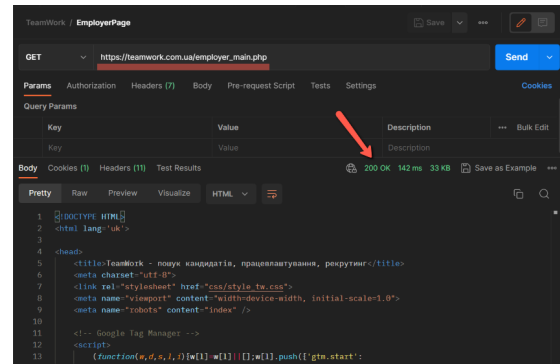 TeamWork / EmployerPage
Save
GET https://teamwork.com.ua/employer_main.php Send
Params Authorization Headers (7) Body Pre-request Script Tests Settings Cookies
Query Params
Key Value Description Bulk Edit
Key Value Description
Body Cookies (1) Headers (11) Test Results 200 OK 142 ms 33 KB Save as Example
Pretty Raw Preview Visualize HTML
1 <!DOCTYPE HTML>
2 <html lang='uk'>
3
4 <head>
5 <title>TeamWork - пошук кандидатів, працевлаштування, рекрутинг</title>
6 <meta charset="utf-8">
7 <link rel="stylesheet" href="css/style_tw.css">
8 <meta name="viewport" content="width=device-width, initial-scale=1.0">
9 <meta name="robots" content="index" />
10
11 <!-- Google Tag Manager -->
12 <script>
13 (function(w,d,s,l,i){w[l]=w[l]||[];w[l].push({'gtm.start':